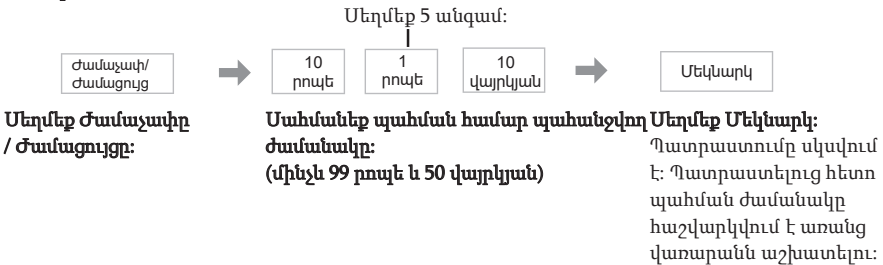 Սեղմեք 5 անգամ:
Ժամաչափ/
Ժամացույց
10
րոպե
1
րոպե
10
վայրկյան
Մեկնարկ
Սեղմեք Ժամաչափը
/ Ժամացույցը:
Սահմանեք պահման համար պահանջվող
ժամանակը:
(մինչև 99 րոպե և 50 վայրկյան)
Սեղմեք Մեկնարկ:
Պատրաստումը սկսվում
է: Պատրաստելուց հետո
պահման ժամանակը
հաշվարկվում է առանց
վառարանն աշխատելու: